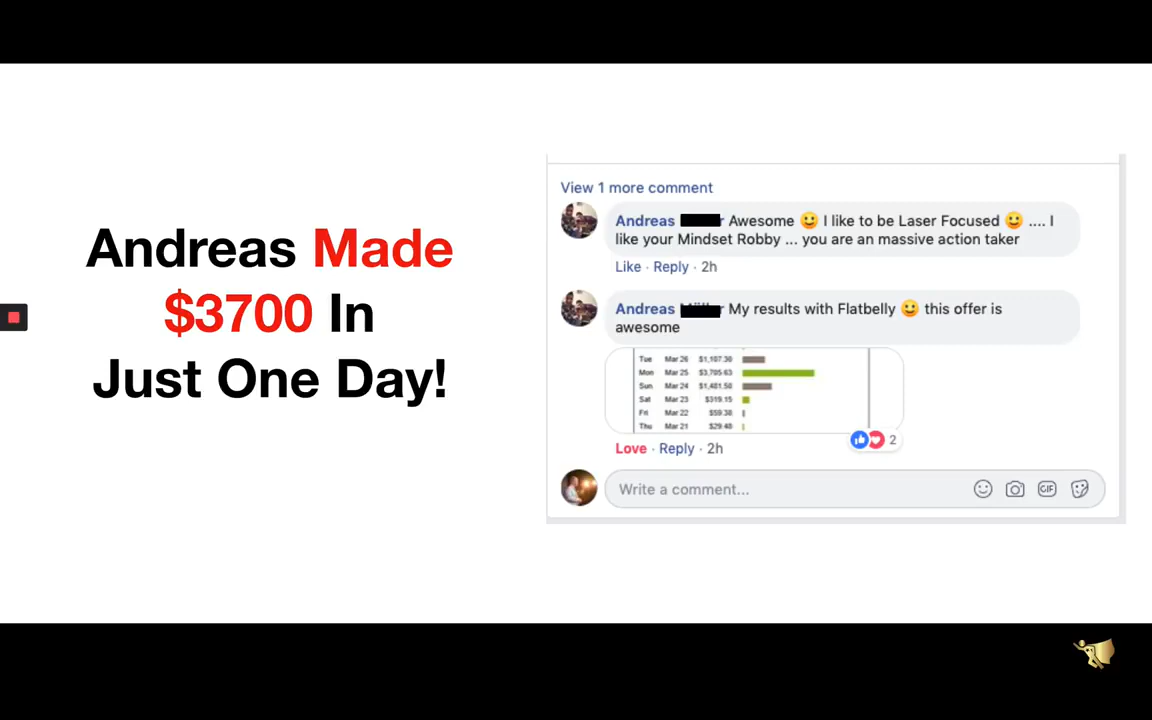 Andreas Made
$3700 In
Just One Day!
View 1 more comment
Andreas Awesome 🙂 I like to be Laser Focused 🙂 .... I
like your Mindset Robby ... you are an massive action taker
Like · Reply · 2h
Andreas My results with Flatbelly 🙂 this offer is
awesome
Tue Mar 26 $1,107.30
Mon Mar 25 $3,705.63
Sun Mar 24 $1,481.50
Sat Mar 23 $319.15
Fri Mar 22 $59.38
Thu Mar 21 $29.48
2
Love · Reply · 2h
Write a comment...
GIF